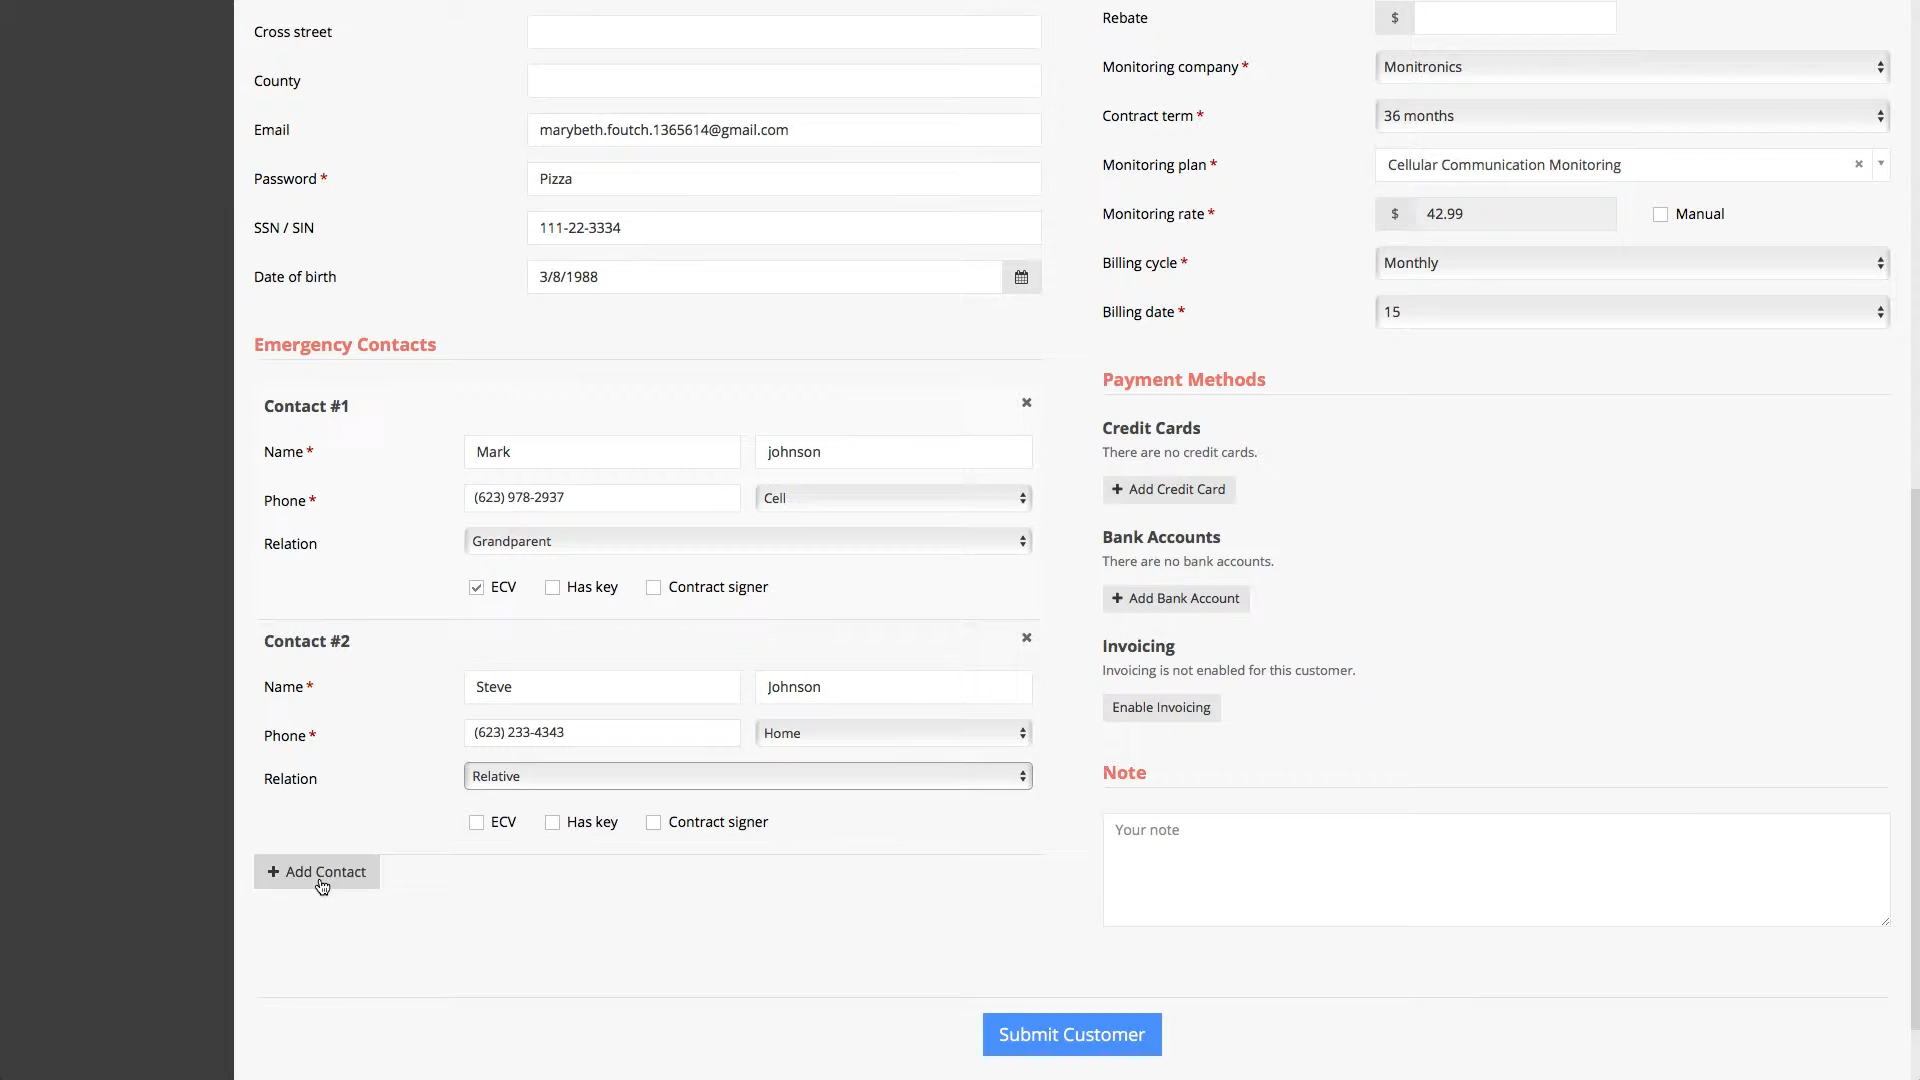 Cross street
County
Email marybeth.foutch.1365614@gmail.com
Password * Pizza
SSN / SIN 111-22-3334
Date of birth 3/8/1988
Emergency Contacts
Contact #1
Name * Mark johnson
Phone * (623) 978-2937 Cell
Relation Grandparent
ECV Has key Contract signer
Contact #2
Name * Steve Johnson
Phone * (623) 233-4343 Home
Relation Relative
ECV Has key Contract signer
+ Add Contact
Rebate $
Monitoring company * Monitronics
Contract term * 36 months
Monitoring plan * Cellular Communication Monitoring ×
Monitoring rate * $ 42.99 Manual
Billing cycle * Monthly
Billing date * 15
Payment Methods
Credit Cards
There are no credit cards.
+ Add Credit Card
Bank Accounts
There are no bank accounts.
+ Add Bank Account
Invoicing
Invoicing is not enabled for this customer.
Enable Invoicing
Note
Your note
Submit Customer